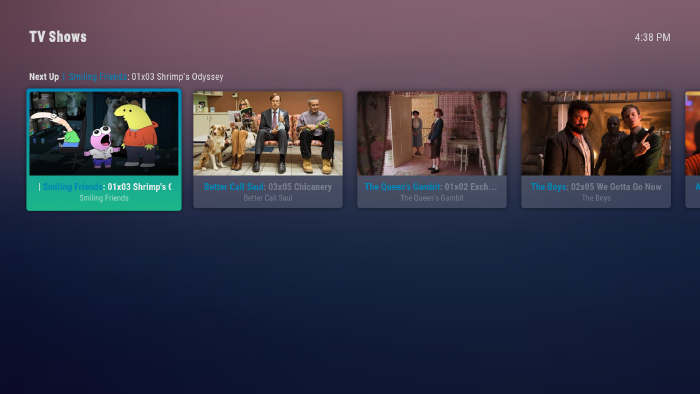 TV Shows
4:38 PM
Next Up | Smiling Friends: 01x03 Shrimp's Odyssey
| Smiling Friends: 01x03 Shrimp's
Smiling Friends
Better Call Saul: 03x05 Chicanery
Better Call Saul
The Queen's Gambit: 01x02 Exch...
The Queen's Gambit
The Boys: 02x05 We Gotta Go Now
The Boys